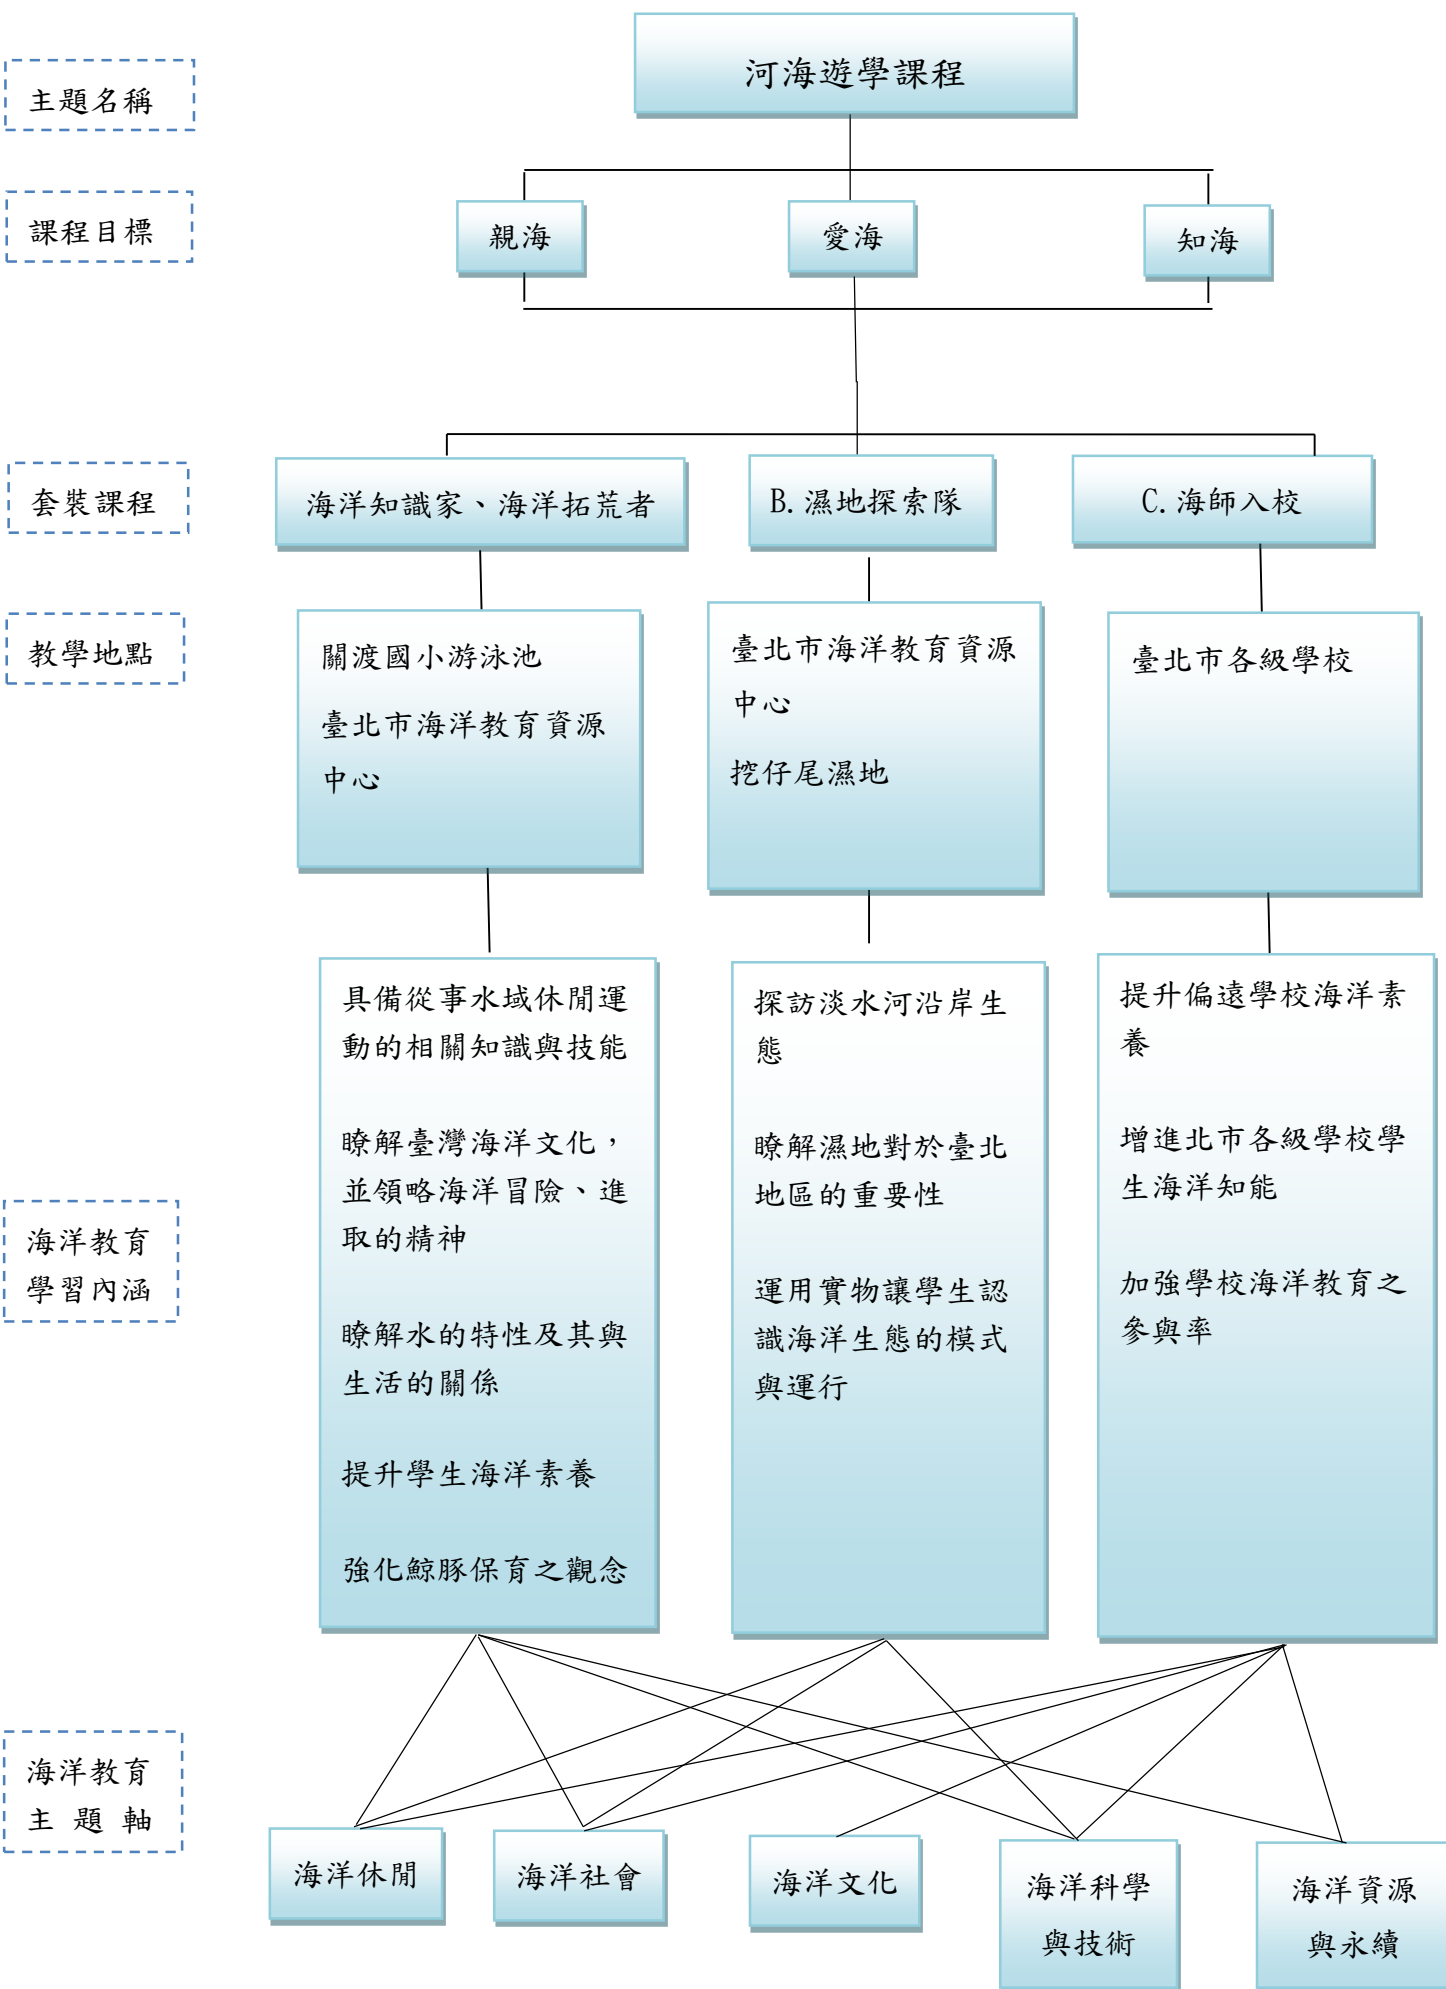 河海遊學課程
主題名稱
課程目標
親海
愛海
知海
套裝課程
海洋知識家、海洋拓荒者
B.濕地探索隊
C.海師入校
教學地點
關渡國小游泳池
臺北市海洋教育資源
中心
臺北市海洋教育資源
中心
挖仔尾濕地
臺北市各級學校
海洋教育
學習內涵
具備從事水域休閒運
動的相關知識與技能
瞭解臺灣海洋文化，
並領略海洋冒險、進
取的精神
瞭解水的特性及其與
生活的關係
提升學生海洋素養
強化鯨豚保育之觀念
探訪淡水河沿岸生
態
瞭解濕地對於臺北
地區的重要性
運用實物讓學生認
識海洋生態的模式
與運行
提升偏遠學校海洋素
養
增進北市各級學校學
生海洋知能
加強學校海洋教育之
參與率
海洋教育
主 題 軸
海洋休閒
海洋社會
海洋文化
海洋科學
與技術
海洋資源
與永續